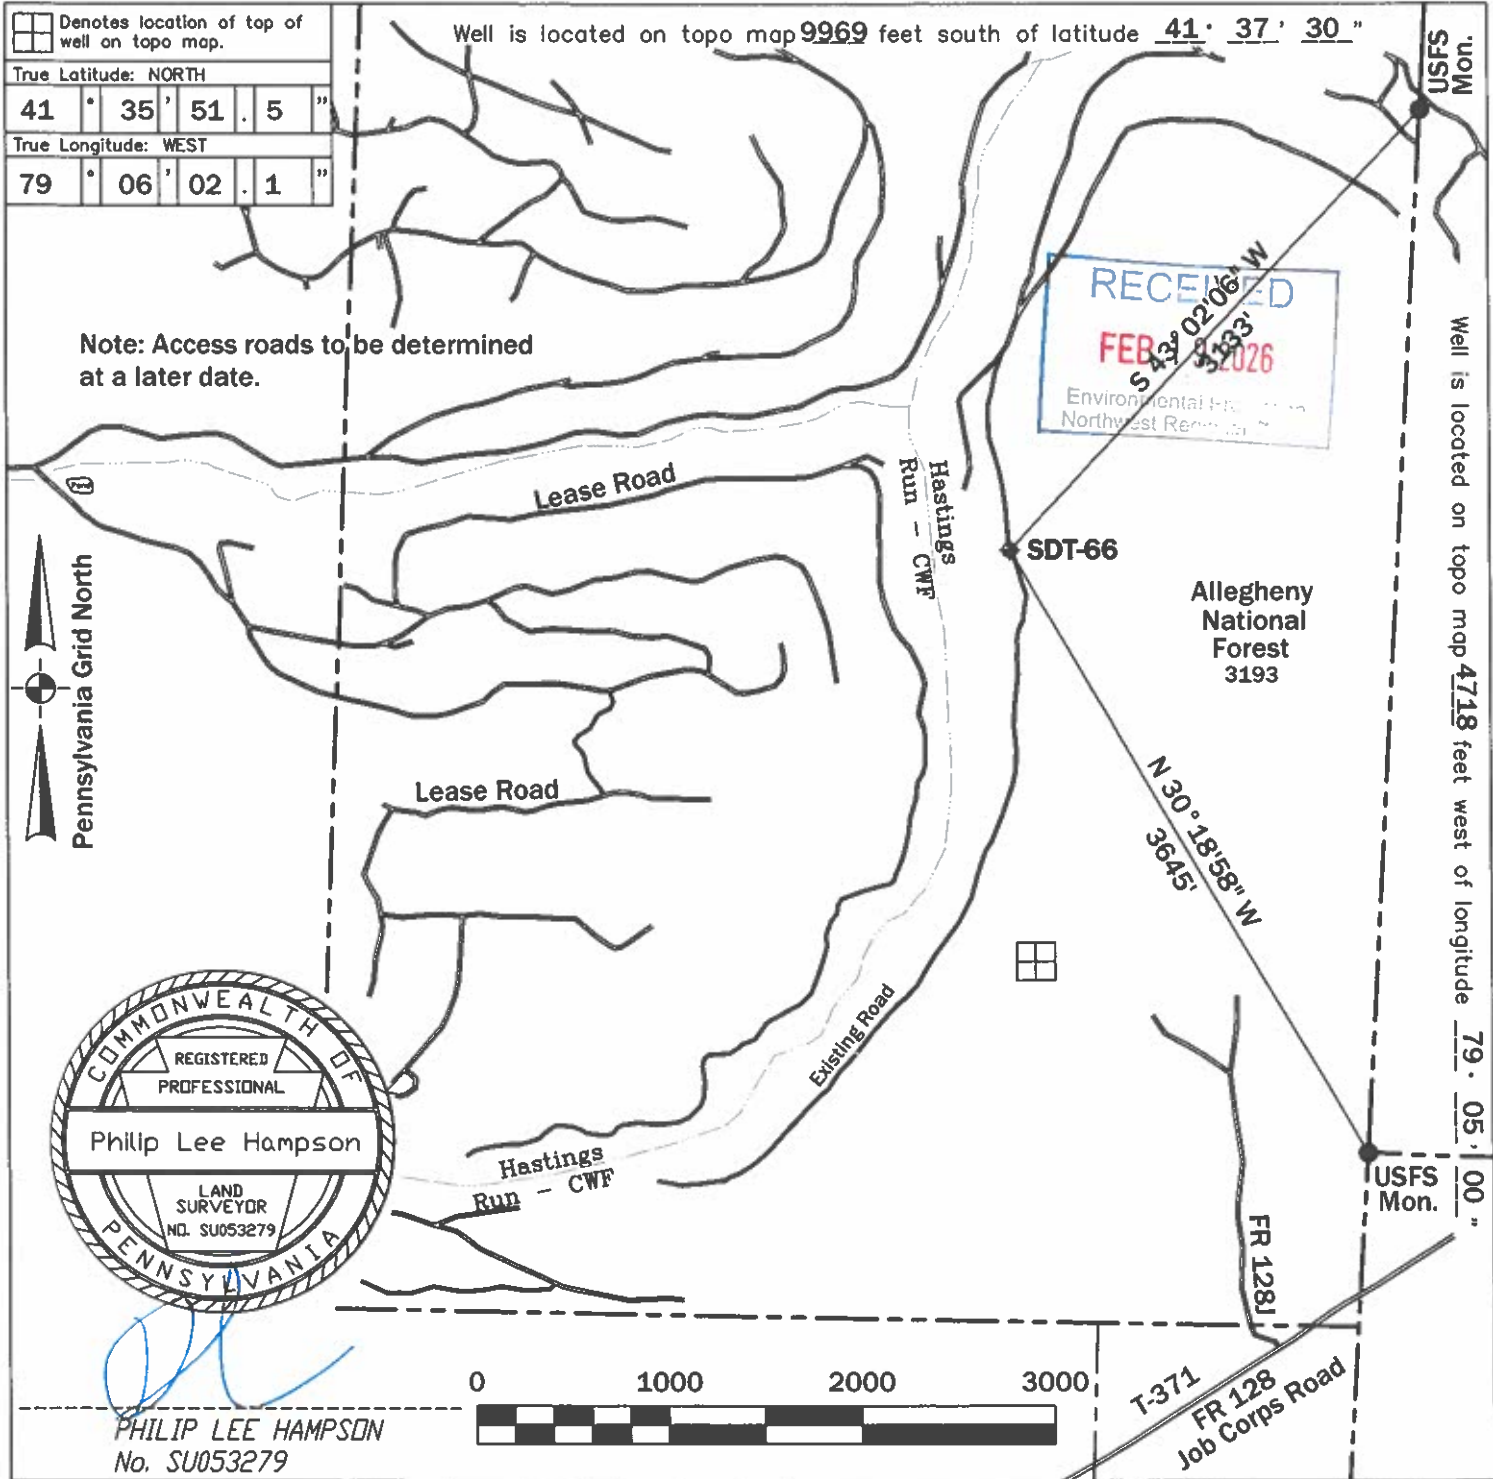 Denotes location of top of
well on topo map.
True Latitude: NORTH
41 ° 35 ' 51 . 5 "
True Longitude: WEST
79 ° 06 ' 02 . 1 "
Well is located on topo map 9969 feet south of latitude 41° 37' 30"
USFS
Mon.
RECEIVED
FEB 2026
Environmental
Northwest
S 43° 02'06" W
3133'
Well is located on topo map 4718 feet west of longitude 79° 05' 00"
Note: Access roads to be determined
at a later date.
Lease Road
Hastings
Run - CWF
SDT-66
Allegheny
National
Forest
3193
Pennsylvania Grid North
Lease Road
N 30°18'58" W
3645'
Existing Road
COMMONWEALTH OF
REGISTERED
PROFESSIONAL
Philip Lee Hampson
LAND
SURVEYOR
NO. SU053279
PENNSYLVANIA
Hastings
Run - CWF
USFS
Mon.
FR 128J
0 1000 2000 3000
T-371
FR 128
Job Corps Road
PHILIP LEE HAMPSON
No. SU053279